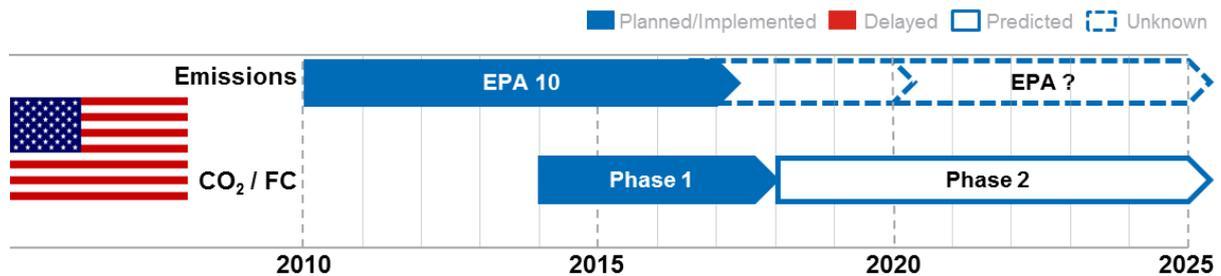 Planned/Implemented Delayed Predicted Unknown
Emissions EPA 10 EPA ?
CO₂ / FC Phase 1 Phase 2
2010 2015 2020 2025